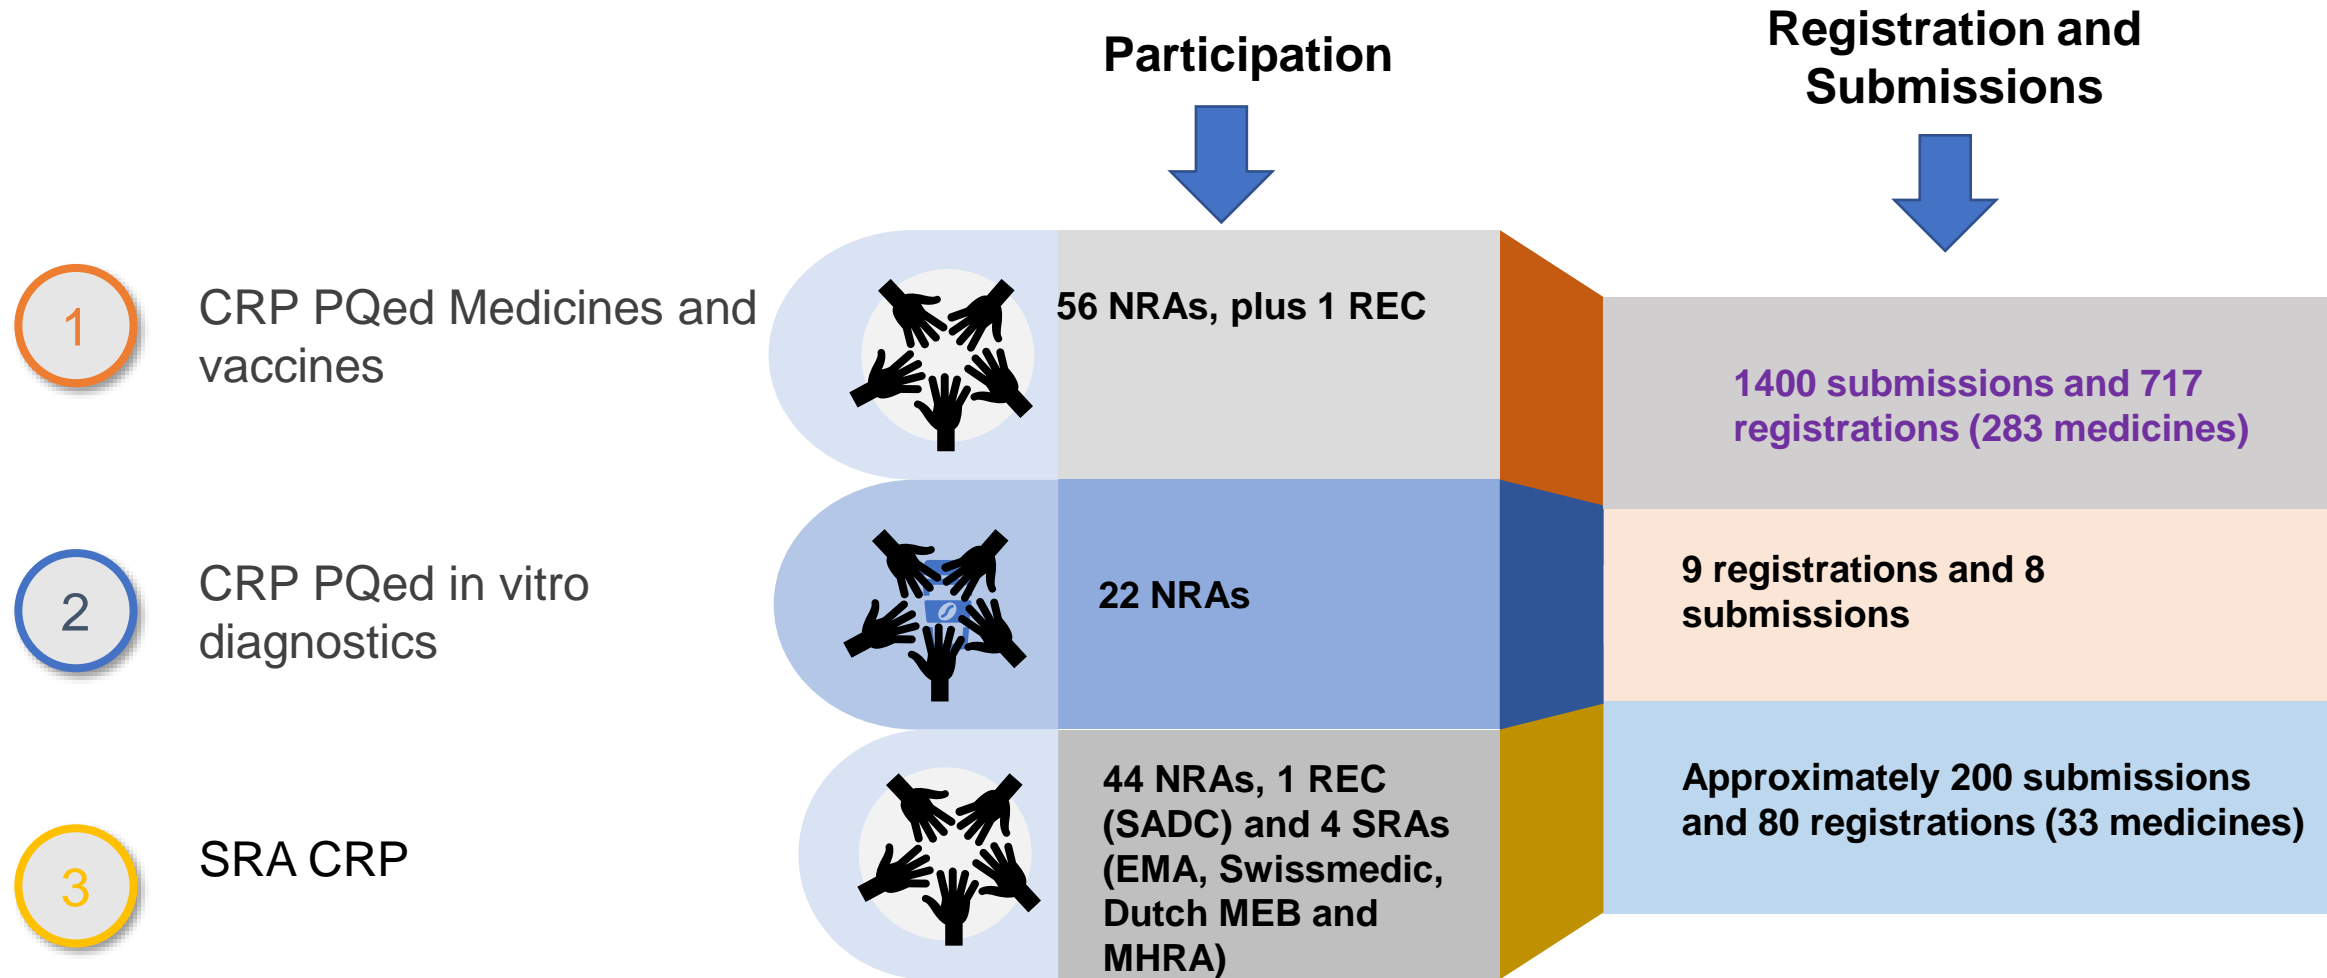 Participation
Registration and
Submissions
1
CRP PQed Medicines and
vaccines
56 NRAs, plus 1 REC
1400 submissions and 717
registrations (283 medicines)
2
CRP PQed in vitro
diagnostics
22 NRAs
9 registrations and 8
submissions
3
SRA CRP
44 NRAs, 1 REC
(SADC) and 4 SRAs
(EMA, Swissmedic,
Dutch MEB and
MHRA)
Approximately 200 submissions
and 80 registrations (33 medicines)